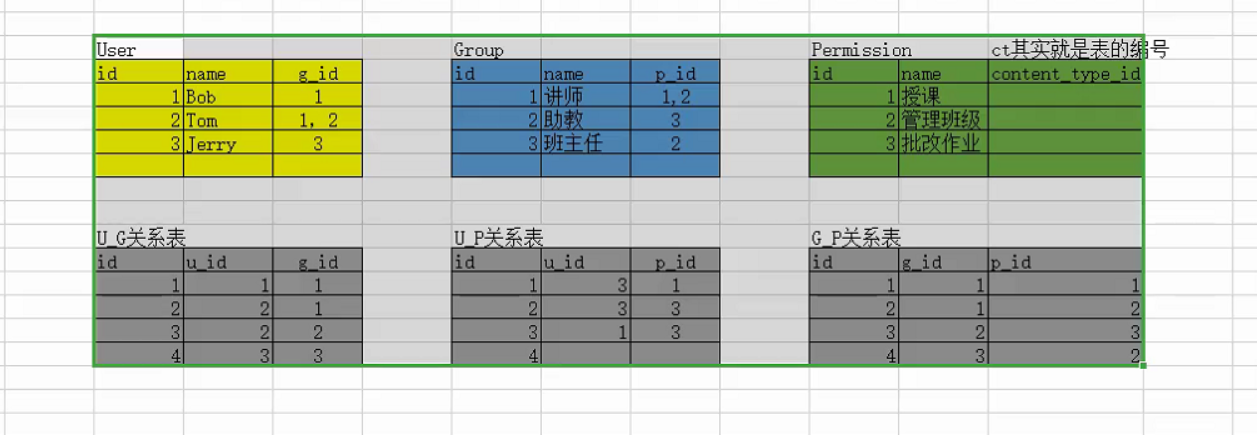 User Group Permission ct其实就是表的编号
id name g_id id name p_id id name content_type_id
1 Bob 1 1 讲师 1,2 1 授课
2 Tom 1, 2 2 助教 3 2 管理班级
3 Jerry 3 3 班主任 2 3 批改作业
U_G关系表 U_P关系表 G_P关系表
id u_id g_id id u_id p_id id g_id p_id
1 1 1 1 3 1 1 1 1
2 2 1 2 3 3 2 1 2
3 2 2 3 1 3 3 2 3
4 3 3 4 4 3 2